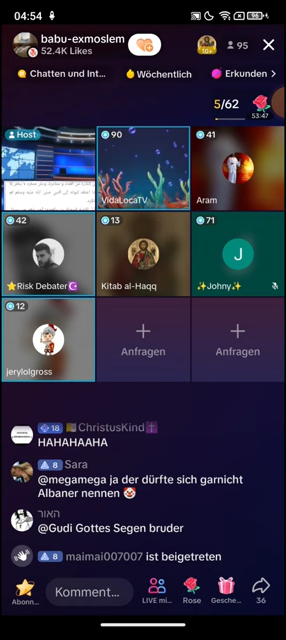 04:54
babu-exmoslem
52.4K Likes
10+
95
Chatten und Int...
Wöchentlich
Erkunden
5/62
53:47
Host
90
VidaLocaTV
41
Aram
42
⭐Risk Debater☪️
13
Kitab al-Haqq
71
J
✨Johny✨
12
jerylolgross
Anfragen
Anfragen
18 ChristusKind✝️
HAHAHAAHA
8 Sara
@megamega ja der dürfte sich garnicht
Albaner nennen 🤡
האור
@Gudi Gottes Segen bruder
8 maimai007007 ist beigetreten
Abonn...
Komment...
LIVE mi...
Rose
Gesche...
36